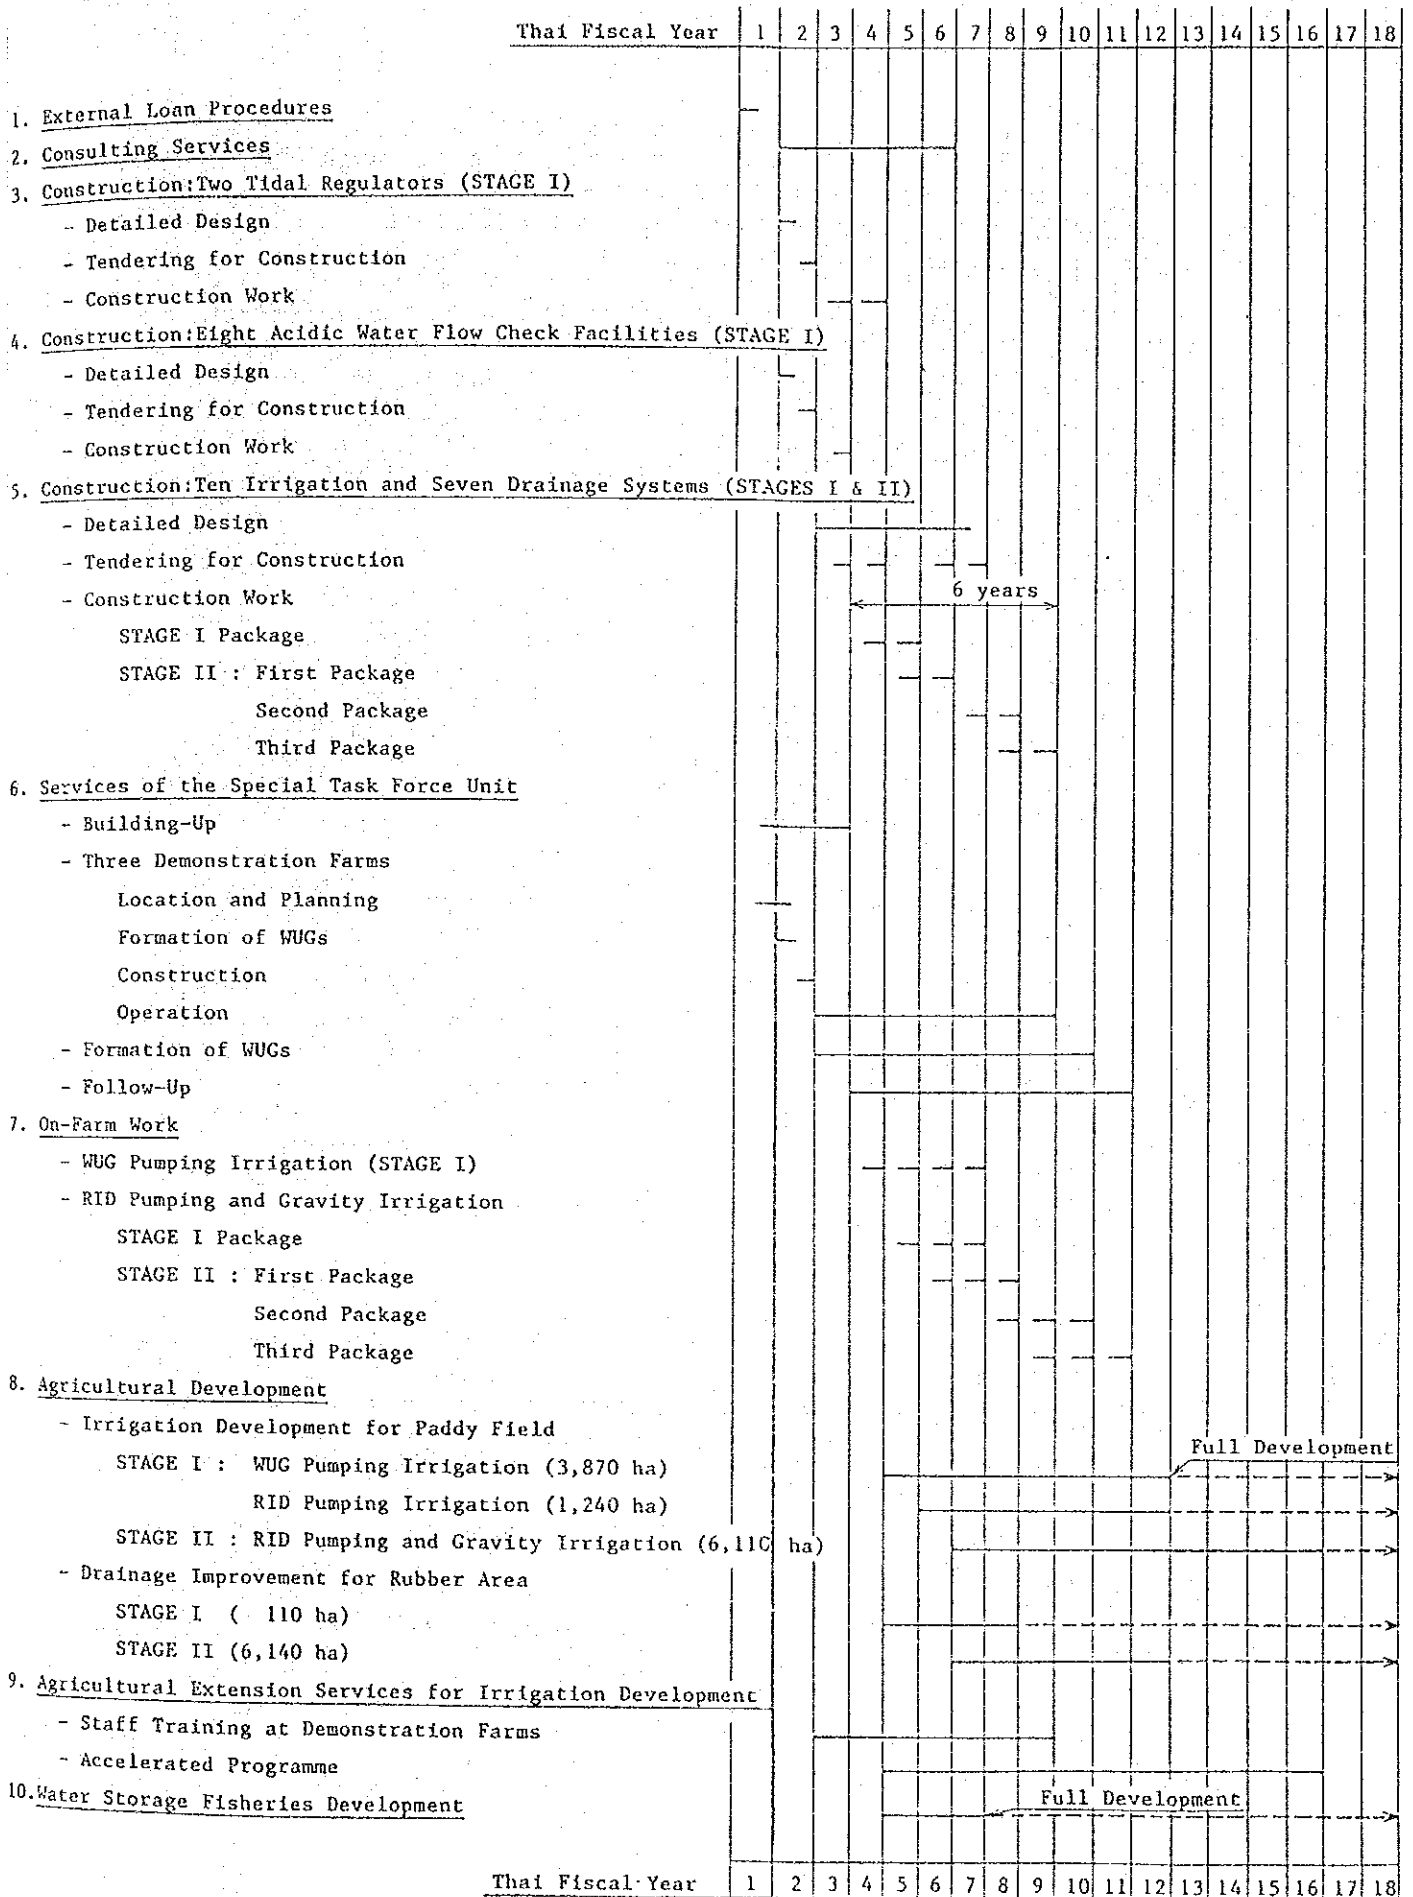 Thai Fiscal Year 1 2 3 4 5 6 7 8 9 10 11 12 13 14 15 16 17 18
1. External Loan Procedures
2. Consulting Services
3. Construction:Two Tidal Regulators (STAGE I)
- Detailed Design
- Tendering for Construction
- Construction Work
4. Construction:Eight Acidic Water Flow Check Facilities (STAGE I)
- Detailed Design
- Tendering for Construction
- Construction Work
5. Construction:Ten Irrigation and Seven Drainage Systems (STAGES I & II)
- Detailed Design
- Tendering for Construction
- Construction Work
6 years
STAGE I Package
STAGE II : First Package
Second Package
Third Package
6. Services of the Special Task Force Unit
- Building-Up
- Three Demonstration Farms
Location and Planning
Formation of WUGs
Construction
Operation
- Formation of WUGs
- Follow-Up
7. On-Farm Work
- WUG Pumping Irrigation (STAGE I)
- RID Pumping and Gravity Irrigation
STAGE I Package
STAGE II : First Package
Second Package
Third Package
8. Agricultural Development
- Irrigation Development for Paddy Field
Full Development
STAGE I : WUG Pumping Irrigation (3,870 ha)
RID Pumping Irrigation (1,240 ha)
STAGE II : RID Pumping and Gravity Irrigation (6,110 ha)
- Drainage Improvement for Rubber Area
STAGE I ( 110 ha)
STAGE II (6,140 ha)
9. Agricultural Extension Services for Irrigation Development
- Staff Training at Demonstration Farms
- Accelerated Programme
10.Water Storage Fisheries Development
Full Development
Thai Fiscal Year 1 2 3 4 5 6 7 8 9 10 11 12 13 14 15 16 17 18